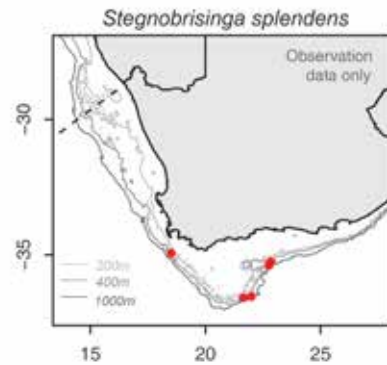 Stegnobrisinga splendens
Observation
data only
−30
−35
200m
400m
1000m
15
20
25